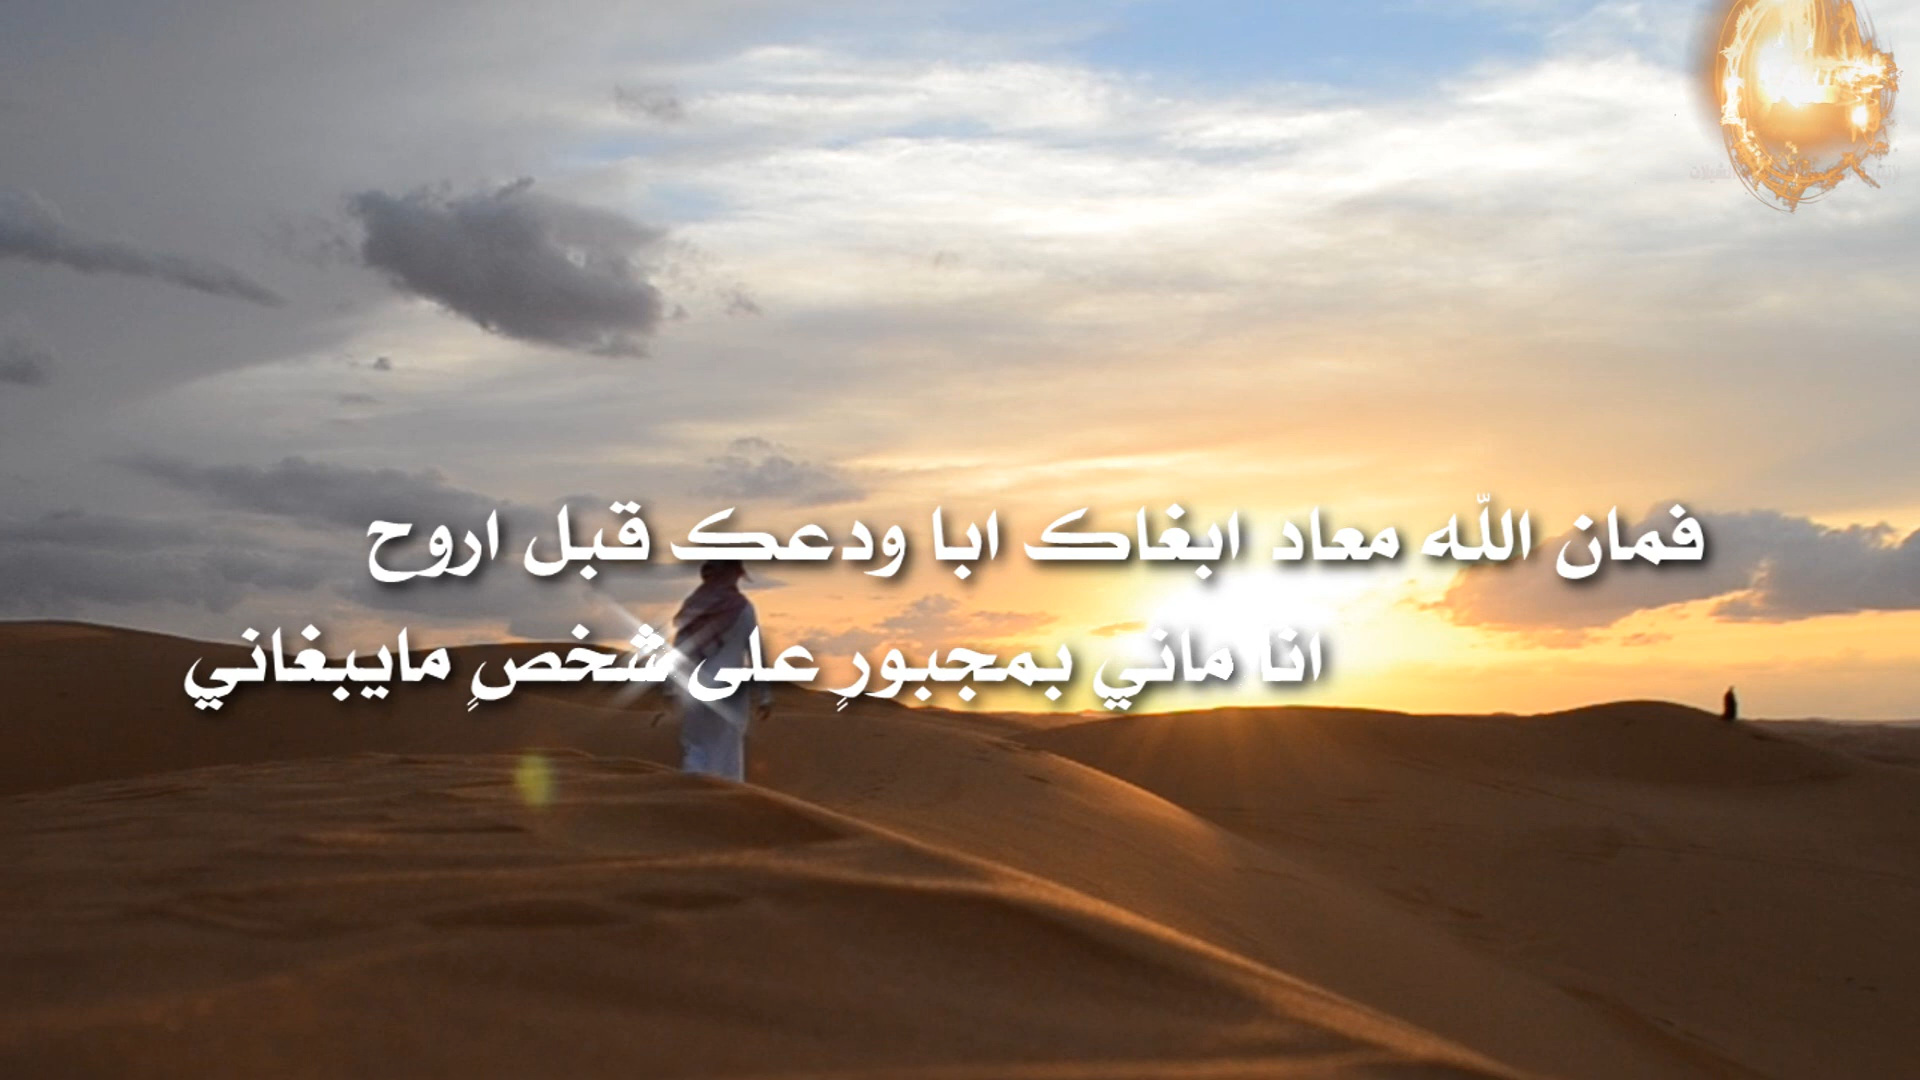 فمان الله معاد ابغاك ابا ودعك قبل اروح
انا ماني بمجبورٍ على شخصٍ مايبغاني